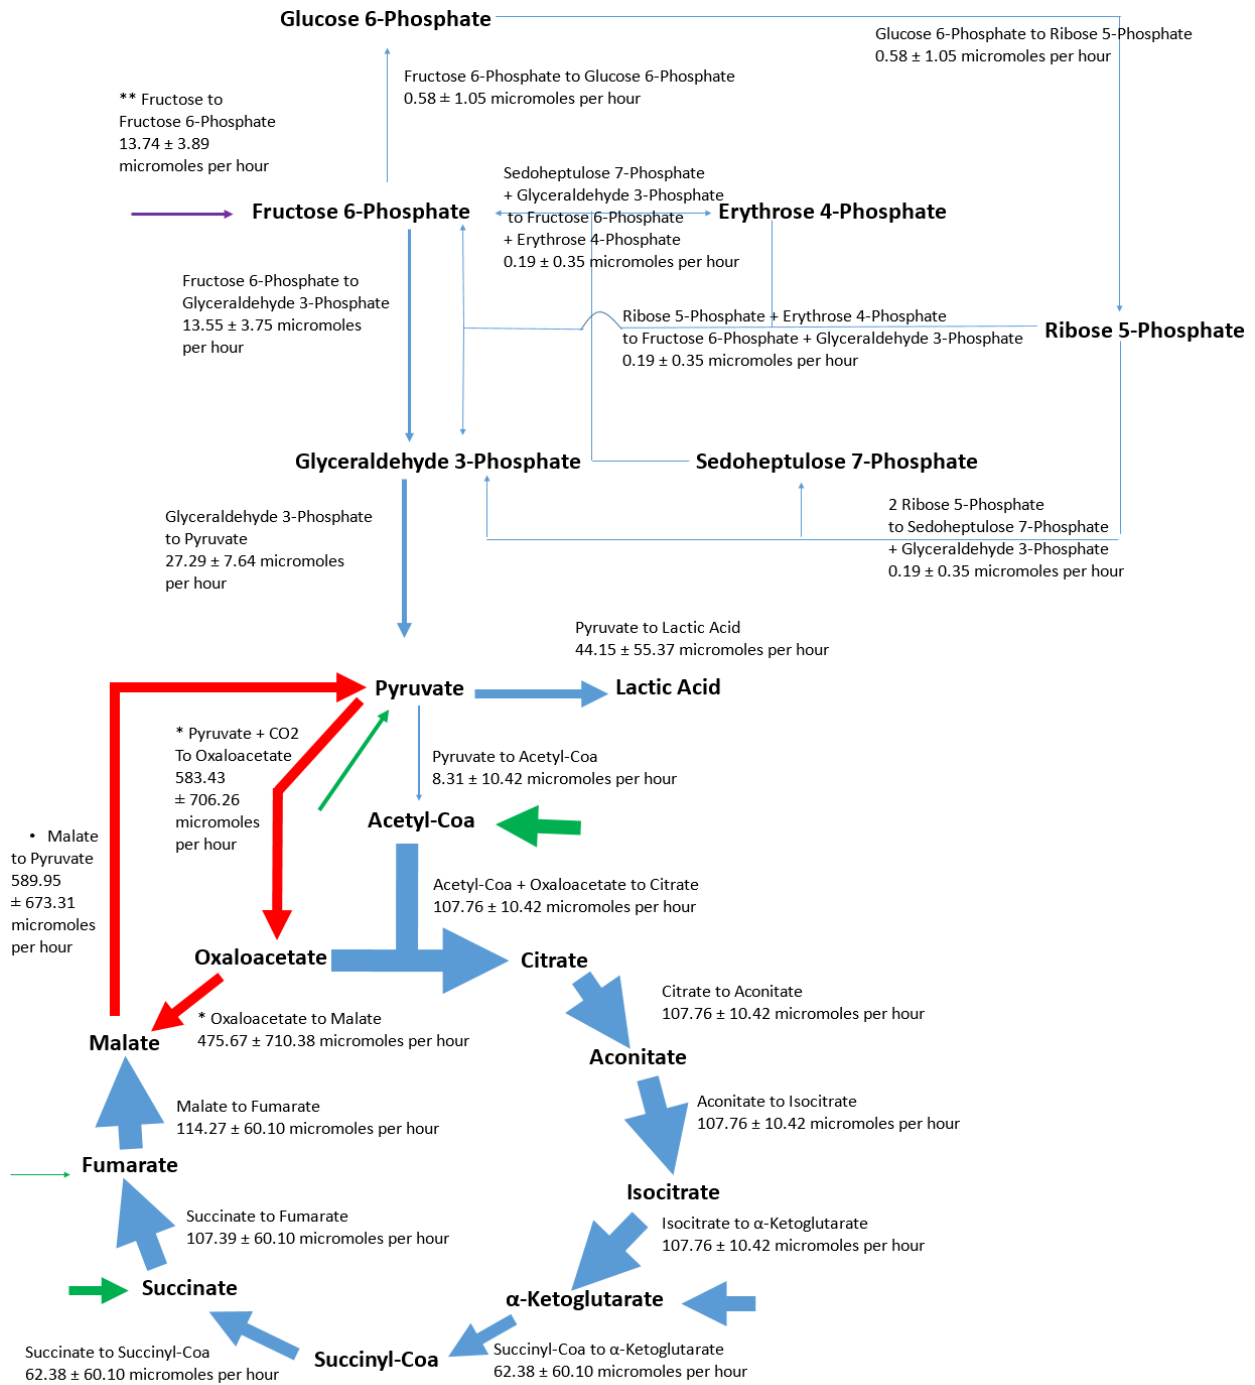 Glucose 6-Phosphate
Glucose 6-Phosphate to Ribose 5-Phosphate
0.58 ± 1.05 micromoles per hour
Fructose 6-Phosphate to Glucose 6-Phosphate
0.58 ± 1.05 micromoles per hour
** Fructose to
Fructose 6-Phosphate
13.74 ± 3.89
micromoles per hour
Sedoheptulose 7-Phosphate
+ Glyceraldehyde 3-Phosphate
to Fructose 6-Phosphate
+ Erythrose 4-Phosphate
0.19 ± 0.35 micromoles per hour
Fructose 6-Phosphate
Erythrose 4-Phosphate
Fructose 6-Phosphate to
Glyceraldehyde 3-Phosphate
13.55 ± 3.75 micromoles
per hour
Ribose 5-Phosphate + Erythrose 4-Phosphate
to Fructose 6-Phosphate + Glyceraldehyde 3-Phosphate
0.19 ± 0.35 micromoles per hour
Ribose 5-Phosphate
Glyceraldehyde 3-Phosphate
Sedoheptulose 7-Phosphate
Glyceraldehyde 3-Phosphate
to Pyruvate
27.29 ± 7.64 micromoles
per hour
2 Ribose 5-Phosphate
to Sedoheptulose 7-Phosphate
+ Glyceraldehyde 3-Phosphate
0.19 ± 0.35 micromoles per hour
Pyruvate to Lactic Acid
44.15 ± 55.37 micromoles per hour
Pyruvate
Lactic Acid
* Pyruvate + CO2
To Oxaloacetate
583.43
± 706.26
micromoles
per hour
Pyruvate to Acetyl-Coa
8.31 ± 10.42 micromoles per hour
Acetyl-Coa
• Malate
to Pyruvate
589.95
± 673.31
micromoles
per hour
Acetyl-Coa + Oxaloacetate to Citrate
107.76 ± 10.42 micromoles per hour
Oxaloacetate
Citrate
Citrate to Aconitate
107.76 ± 10.42 micromoles per hour
* Oxaloacetate to Malate
475.67 ± 710.38 micromoles per hour
Malate
Aconitate
Malate to Fumarate
114.27 ± 60.10 micromoles per hour
Aconitate to Isocitrate
107.76 ± 10.42 micromoles per hour
Fumarate
Isocitrate
Succinate to Fumarate
107.39 ± 60.10 micromoles per hour
Isocitrate to α-Ketoglutarate
107.76 ± 10.42 micromoles per hour
Succinate
α-Ketoglutarate
Succinate to Succinyl-Coa
62.38 ± 60.10 micromoles per hour
Succinyl-Coa
Succinyl-Coa to α-Ketoglutarate
62.38 ± 60.10 micromoles per hour